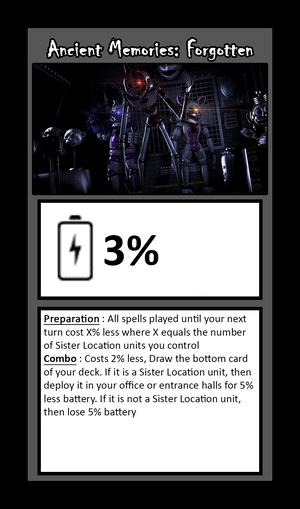 Ancient Memories: Forgotten
3%
Preparation : All spells played until your next
turn cost X% less where X equals the number
of Sister Location units you control
Combo : Costs 2% less, Draw the bottom card
of your deck. If it is a Sister Location unit, then
deploy it in your office or entrance halls for 5%
less battery. If it is not a Sister Location unit,
then lose 5% battery